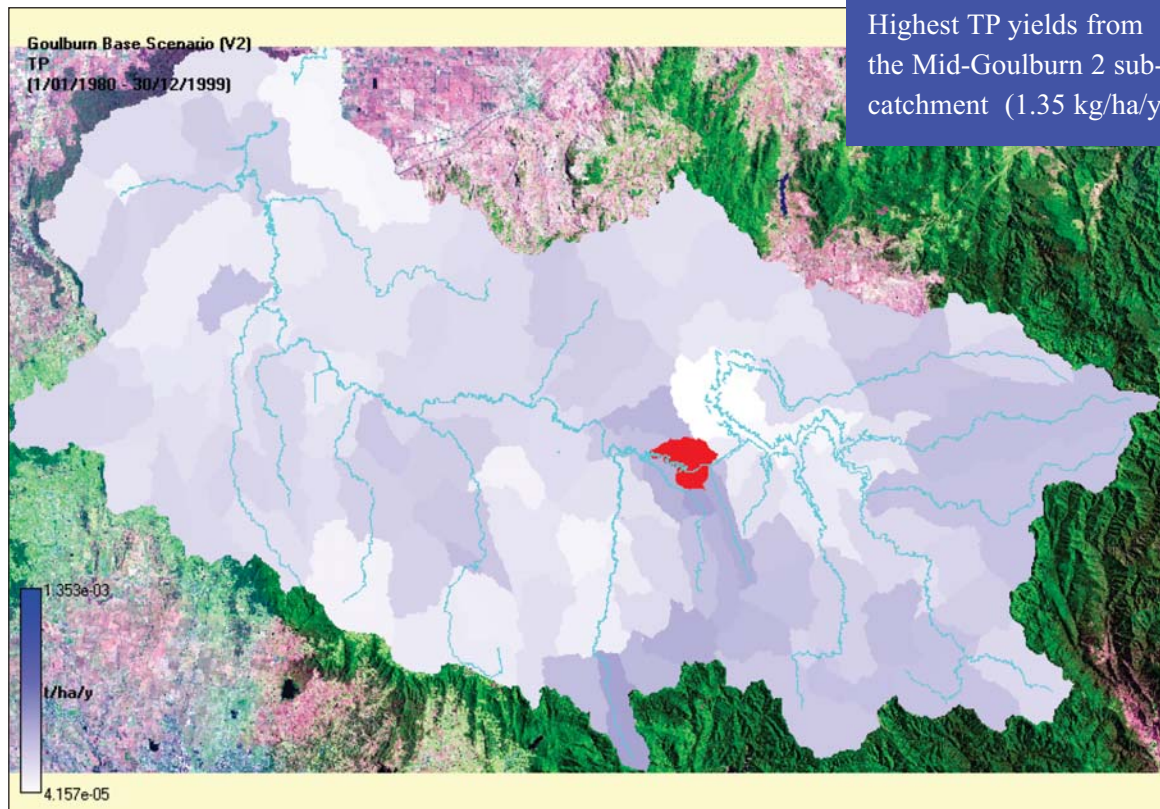 Goulburn Base Scenario (V2)
TP
(1/01/1980 - 30/12/1999)
Highest TP yields from
the Mid-Goulburn 2 sub-
catchment (1.35 kg/ha/y
1.353e-03
t/ha/y
4.157e-05